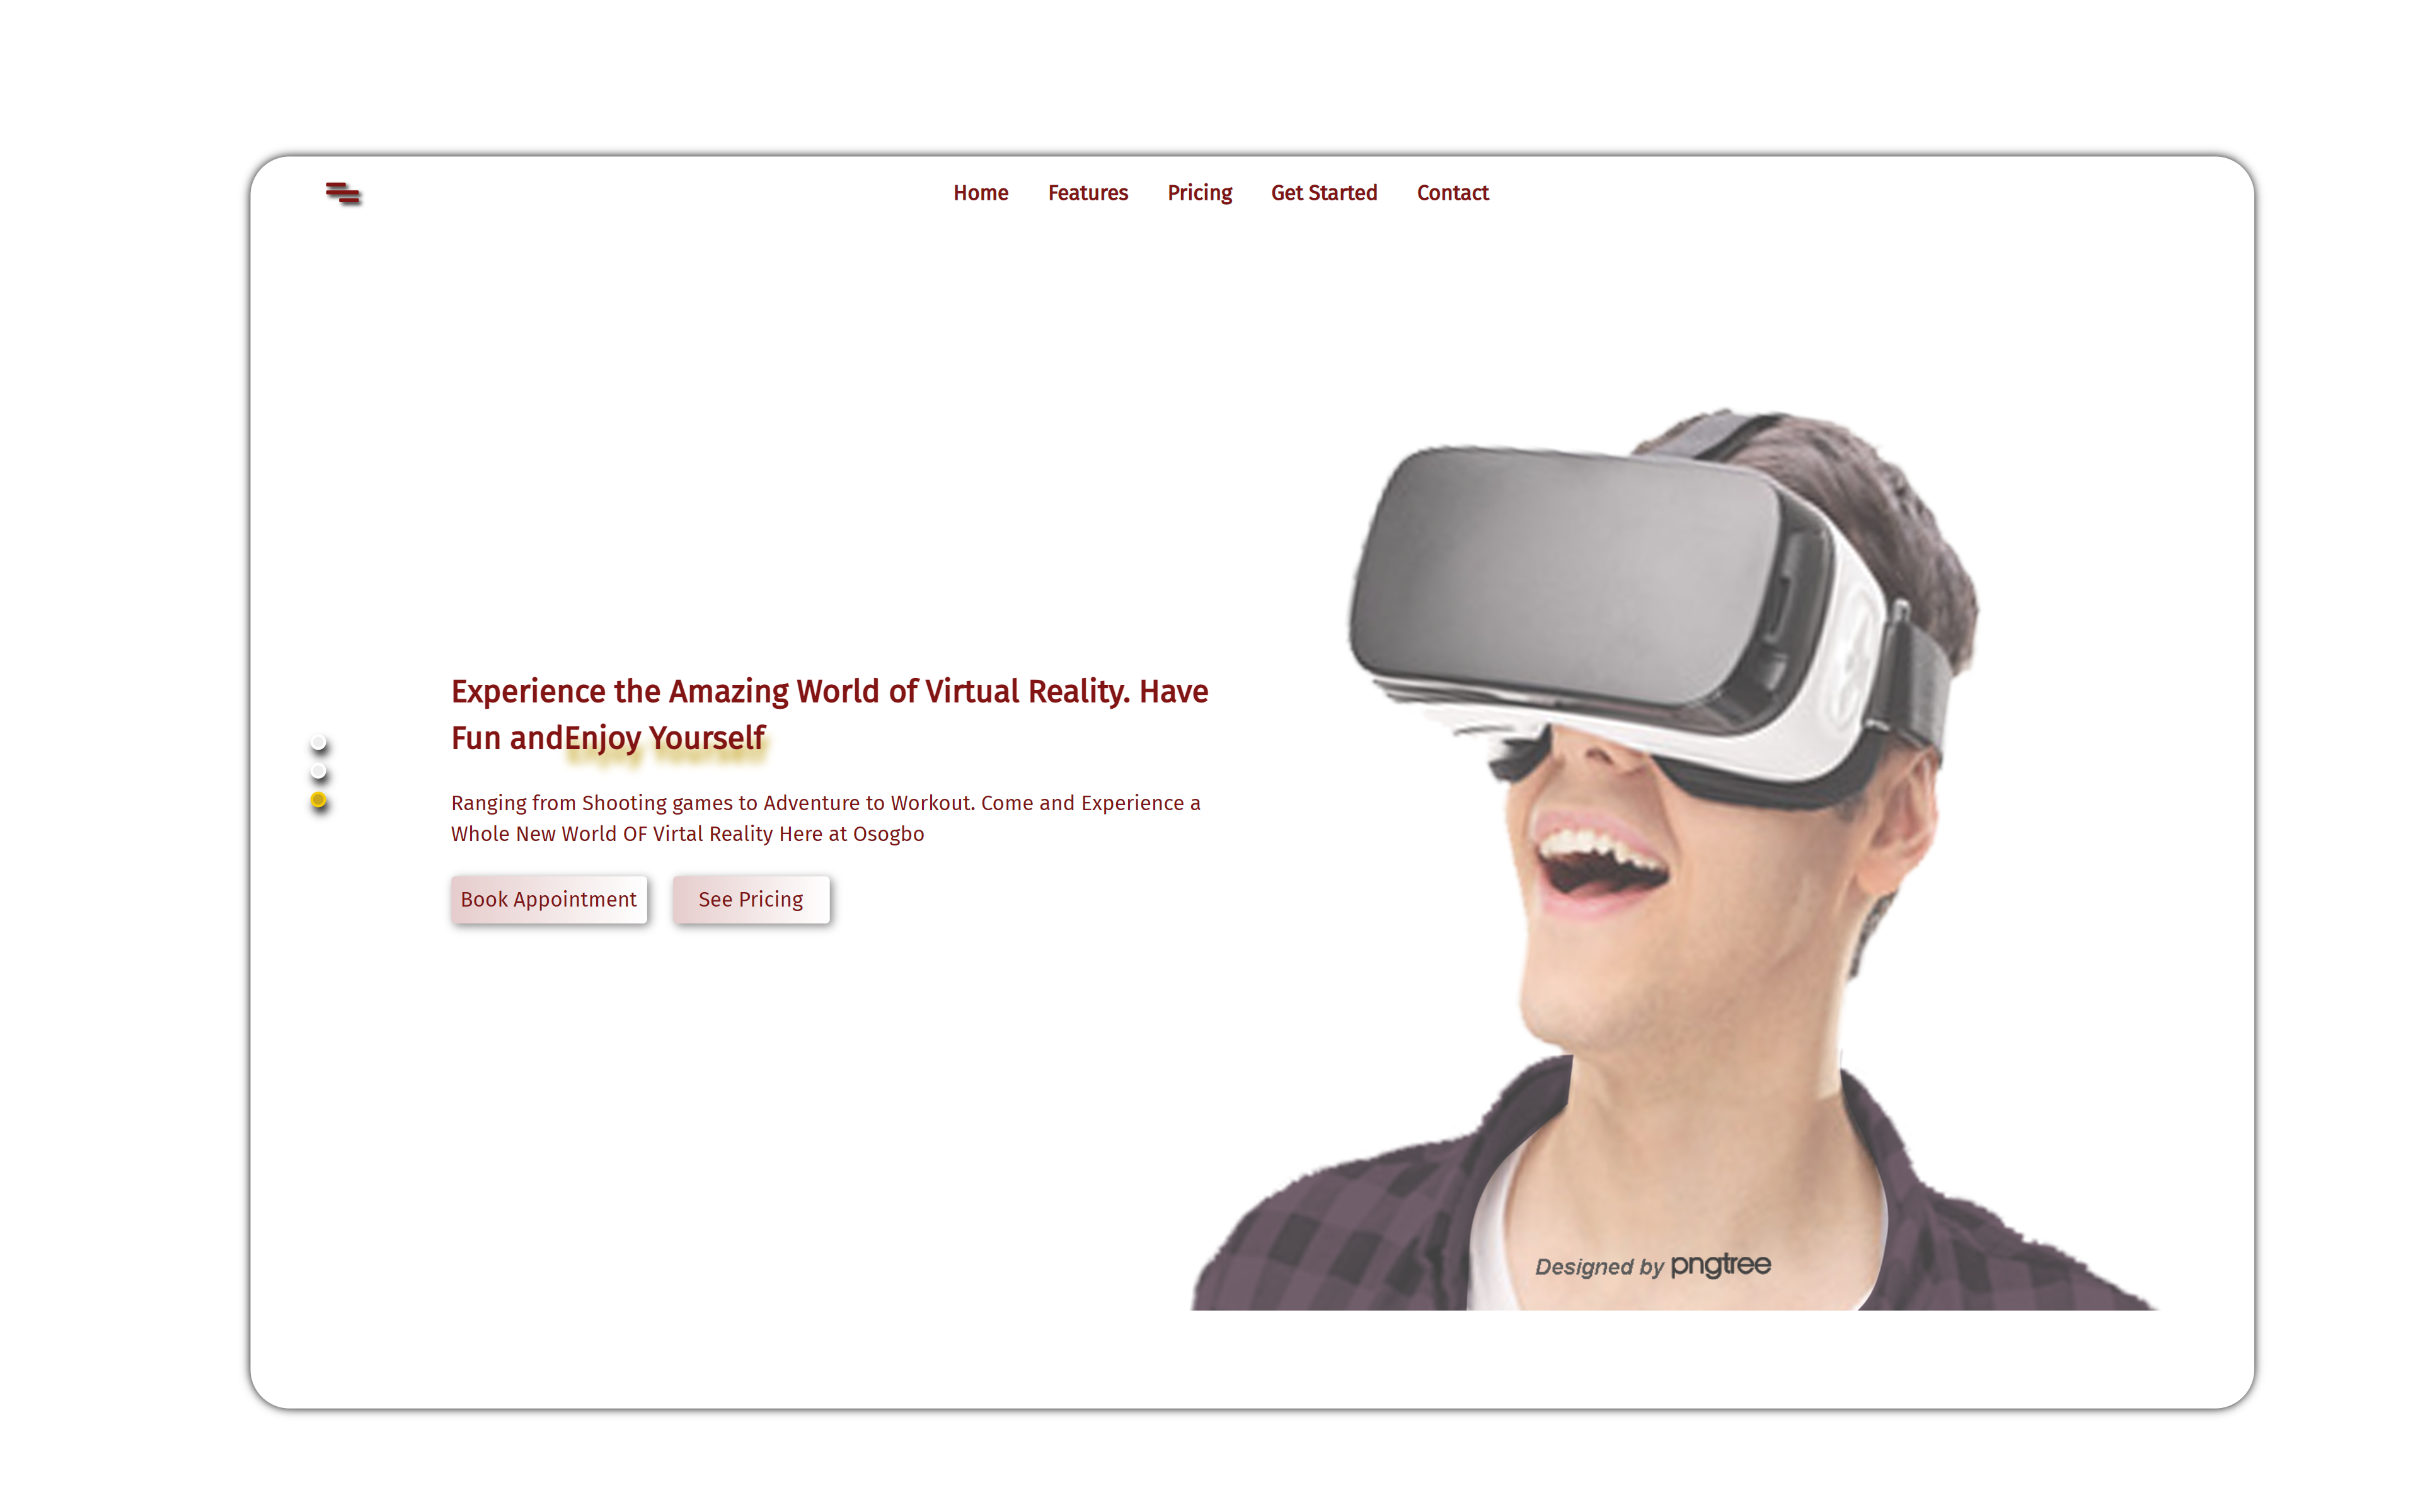 Home Features Pricing Get Started Contact
Experience the Amazing World of Virtual Reality. Have
Fun andEnjoy Yourself
Ranging from Shooting games to Adventure to Workout. Come and Experience a
Whole New World OF Virtal Reality Here at Osogbo
Book Appointment See Pricing
Designed by pngtree